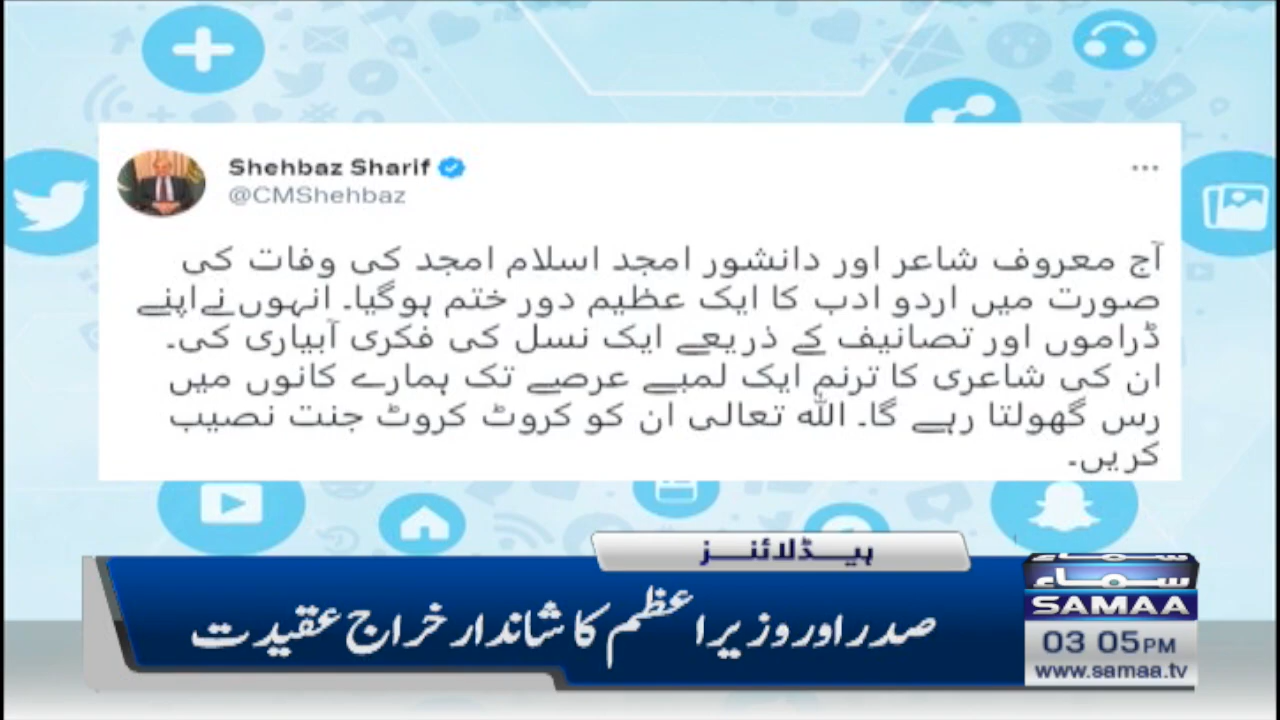 Shehbaz Sharif
@CMShehbaz
آج معروف شاعر اور دانشور امجد اسلام امجد کی وفات کی
صورت میں اردو ادب کا ایک عظیم دور ختم ہوگیا۔ انہوں نے اپنے
ڈراموں اور تصانیف کے ذریعے ایک نسل کی فکری آبیاری کی۔
ان کی شاعری کا ترنم ایک لمبے عرصے تک ہمارے کانوں میں
رس گھولتا رہے گا۔ اللہ تعالی ان کو کروٹ کروٹ جنت نصیب
کریں۔
ہیڈلائنز
صدر اور وزیراعظم کا شاندار خراج عقیدت
سماء
سماء
SAMAA
03 05 PM
www.samaa.tv